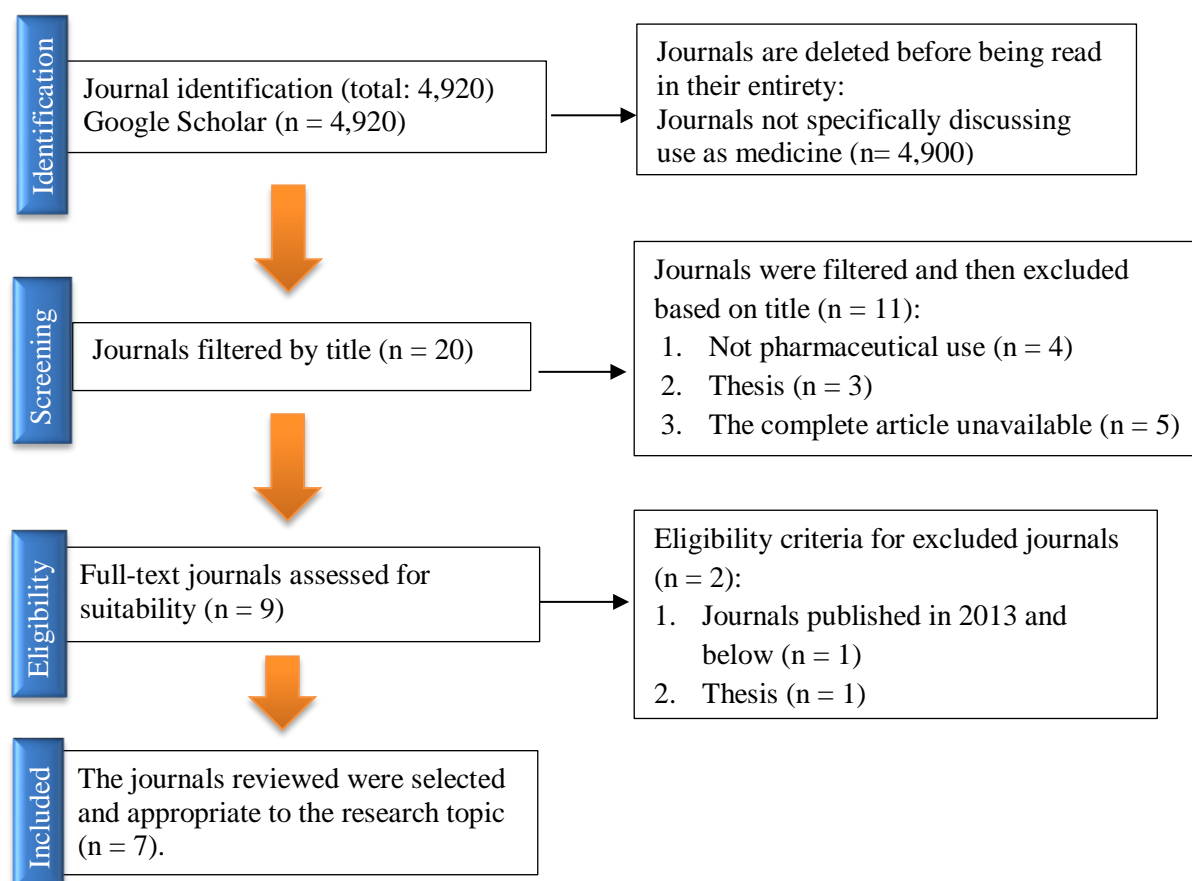 Identification
Journal identification (total: 4,920)
Google Scholar (n = 4,920)
Journals are deleted before being read
in their entirety:
Journals not specifically discussing
use as medicine (n= 4,900)
Screening
Journals filtered by title (n = 20)
Journals were filtered and then excluded
based on title (n = 11):
1. Not pharmaceutical use (n = 4)
2. Thesis (n = 3)
3. The complete article unavailable (n = 5)
Eligibility
Full-text journals assessed for
suitability (n = 9)
Eligibility criteria for excluded journals
(n = 2):
1. Journals published in 2013 and
below (n = 1)
2. Thesis (n = 1)
Included
The journals reviewed were selected
and appropriate to the research topic
(n = 7).